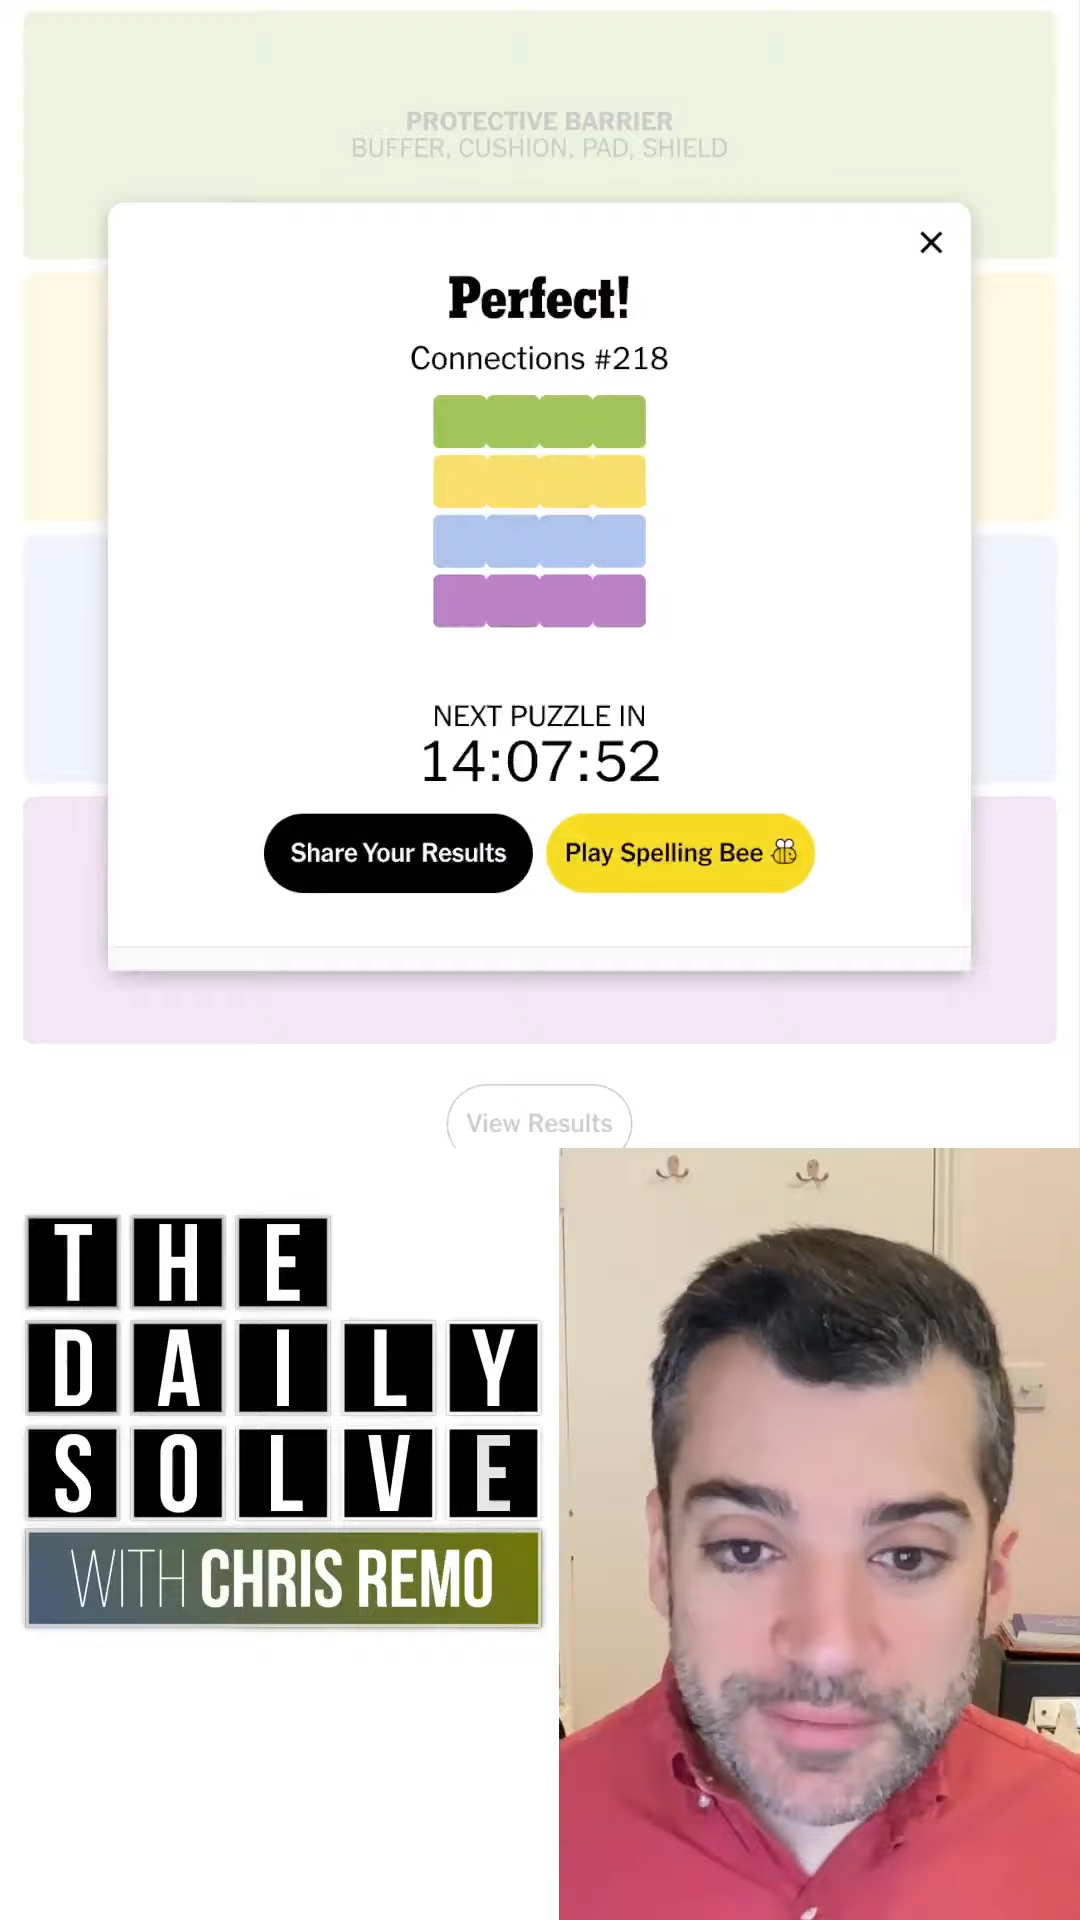 PROTECTIVE BARRIER
BUFFER, CUSHION, PAD, SHIELD
Perfect!
Connections #218
NEXT PUZZLE IN
14:07:52
Share Your Results
Play Spelling Bee
View Results
THE
DAILY
SOLVE
WITH CHRIS REMO